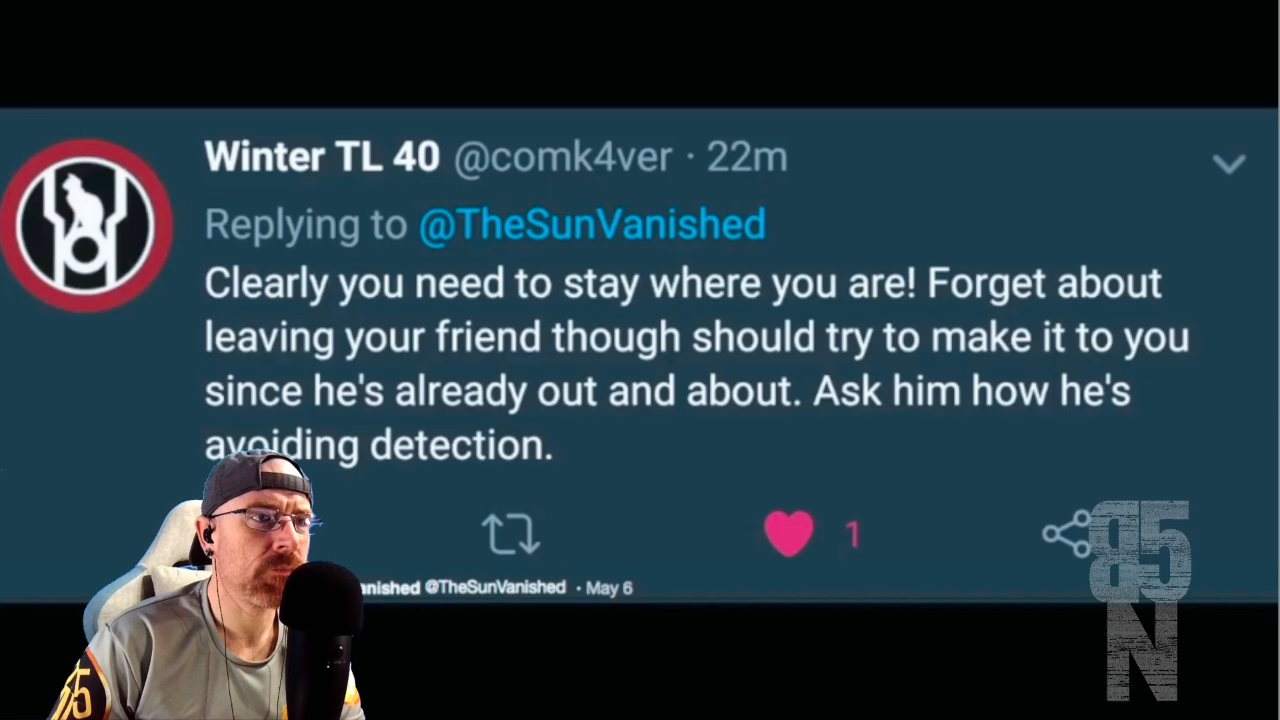 Winter TL 40 @comk4ver · 22m
Replying to @TheSunVanished
Clearly you need to stay where you are! Forget about
leaving your friend though should try to make it to you
since he's already out and about. Ask him how he's
avoiding detection.
1
@TheSunVanished · May 6